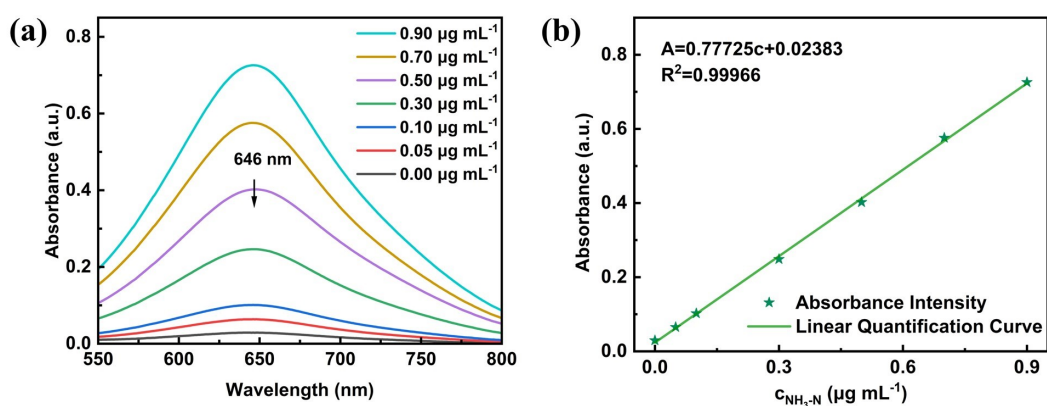 (a)
0.8
0.6
0.4
0.2
0.0
Absorbance (a.u.)
0.90 µg mL⁻¹
0.70 µg mL⁻¹
0.50 µg mL⁻¹
0.30 µg mL⁻¹
0.10 µg mL⁻¹
0.05 µg mL⁻¹
0.00 µg mL⁻¹
646 nm
550 600 650 700 750 800
Wavelength (nm)
(b)
0.8
0.6
0.4
0.2
0.0
Absorbance (a.u.)
A=0.77725c+0.02383
R²=0.99966
Absorbance Intensity
Linear Quantification Curve
0.0 0.3 0.6 0.9
c_NH₃-N (µg mL⁻¹)